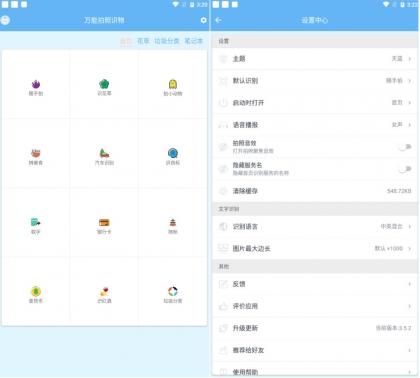 3:20
万能拍照识物
首页 花草 垃圾分类 笔记本
随手拍
识花草
拍小动物
拼美食
汽车识别
识商标
取字
银行卡
地标
查货币
识红酒
垃圾分类
3:22
设置中心
设置
主题 天蓝
默认识别 随手拍
启动时打开 首页
语音播报 女声
拍照音效
打开拍照聚焦音效
隐藏服务名
隐藏首页识别服务的名称
清除缓存 548.72KB
文字识别
识别语言 中英混合
图片最大边长 默认×1000
其他
反馈
评价应用
升级更新 当前版本:3.5.2
推荐给好友
使用帮助